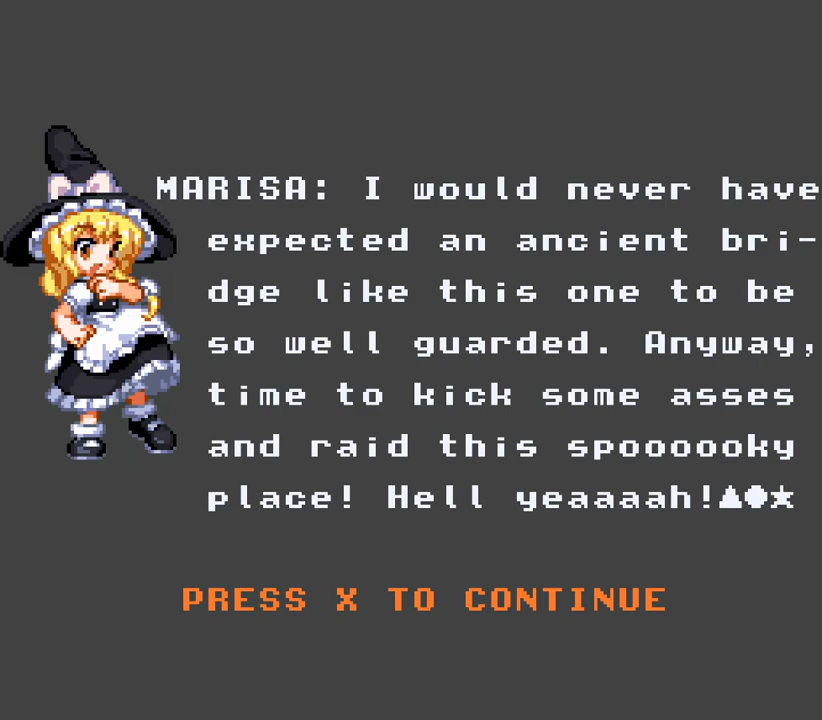 MARISA: I would never have
expected an ancient bri-
dge like this one to be
so well guarded. Anyway,
time to kick some asses
and raid this spoooooky
place! Hell yeaaaah!▲●★
PRESS X TO CONTINUE